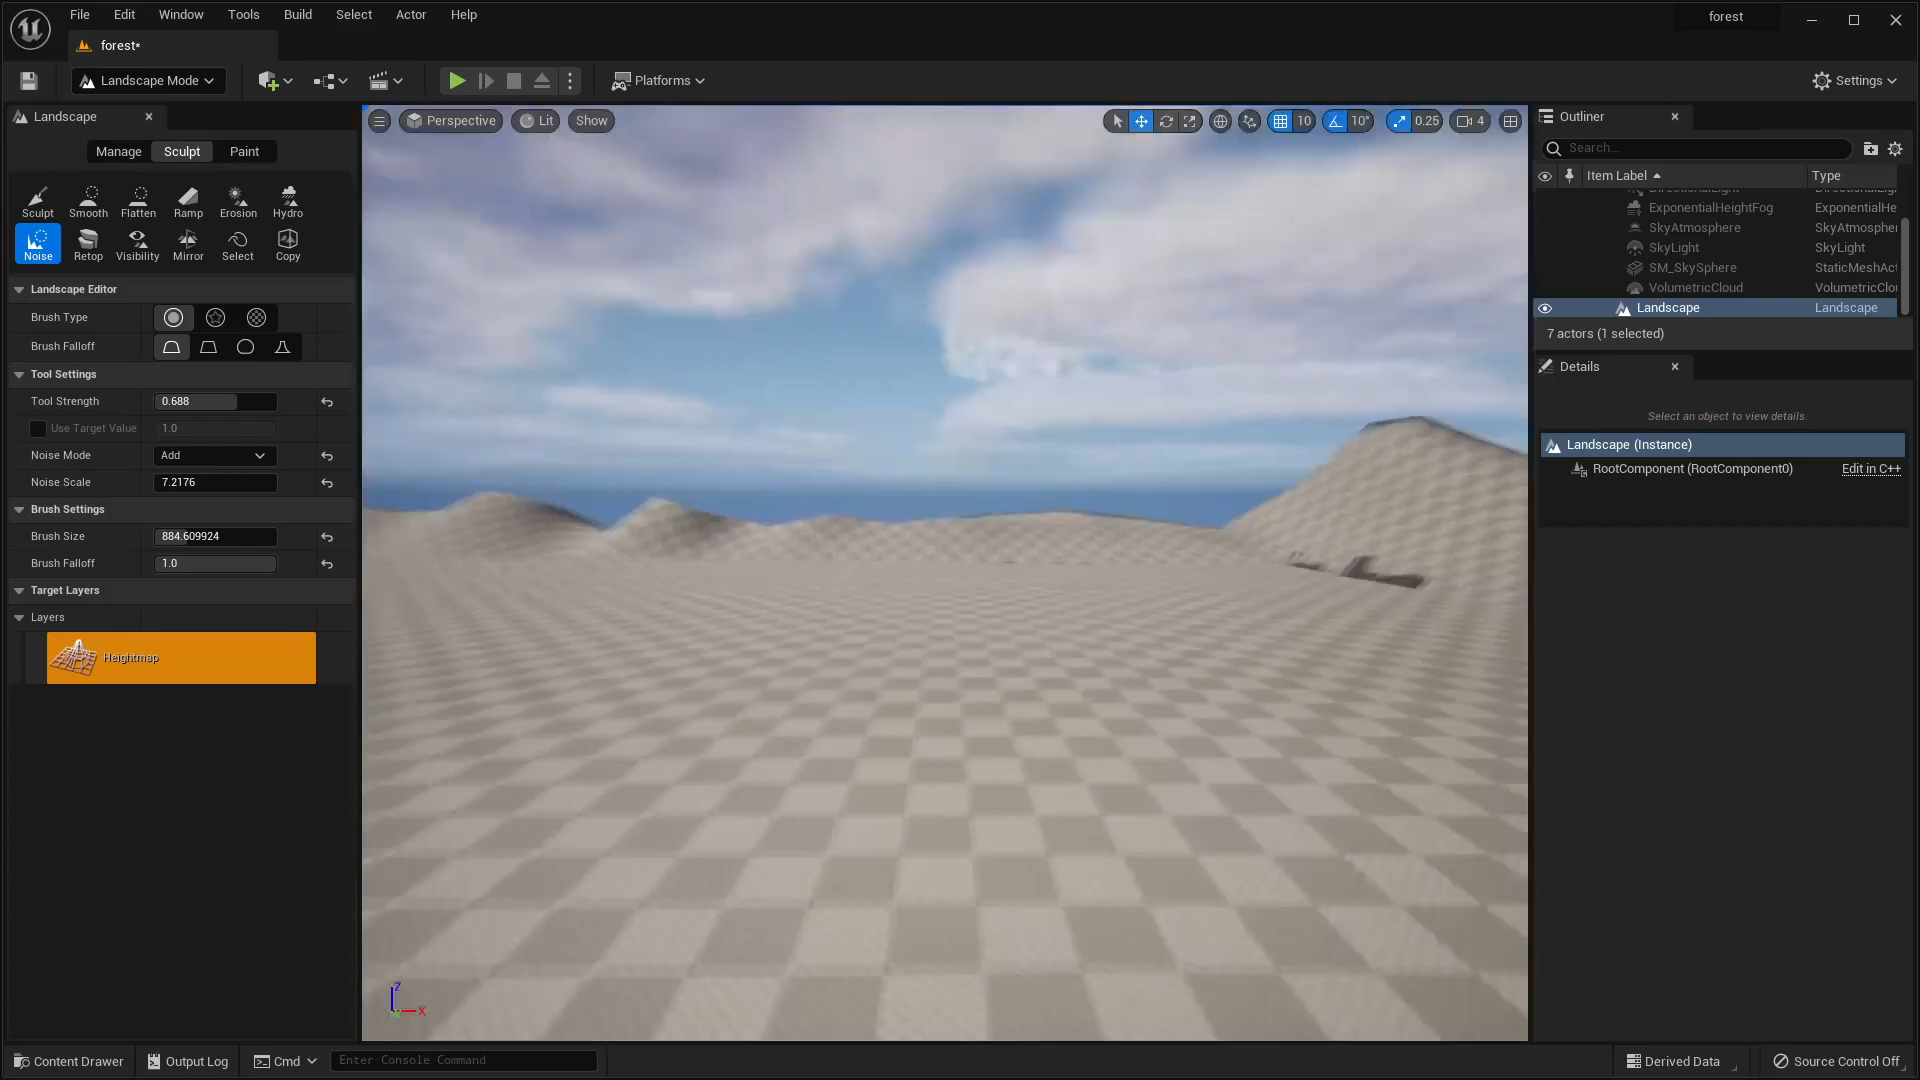 File Edit Window Tools Build Select Actor Help
forest
forest*
Landscape Mode
Platforms
Settings
Landscape
Manage Sculpt Paint
Sculpt Smooth Flatten Ramp Erosion Hydro
Noise Retop Visibility Mirror Select Copy
Landscape Editor
Brush Type
Brush Falloff
Tool Settings
Tool Strength 0.688
Use Target Value 1.0
Noise Mode Add
Noise Scale 7.2176
Brush Settings
Brush Size 884.609924
Brush Falloff 1.0
Target Layers
Layers
Heightmap
Perspective Lit Show
10 10° 0.25 4
Z
X
Outliner
Search...
Item Label Type
DirectionalLight DirectionalLig
ExponentialHeightFog ExponentialHe
SkyAtmosphere SkyAtmospher
SkyLight SkyLight
SM_SkySphere StaticMeshAct
VolumetricCloud VolumetricClou
Landscape Landscape
7 actors (1 selected)
Details
Select an object to view details.
Landscape (Instance)
RootComponent (RootComponent0) Edit in C++
Content Drawer Output Log Cmd Enter Console Command
Derived Data Source Control Off